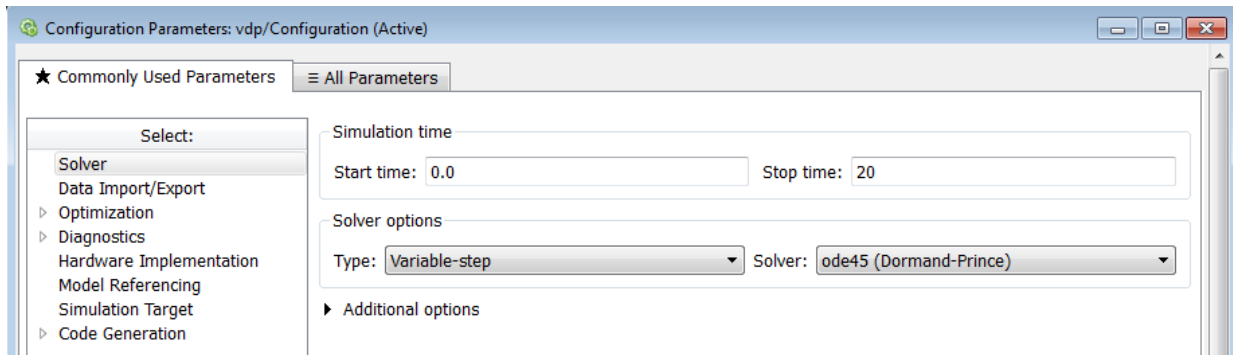 Configuration Parameters: vdp/Configuration (Active)
★ Commonly Used Parameters
≡ All Parameters
Select:
Solver
Data Import/Export
Optimization
Diagnostics
Hardware Implementation
Model Referencing
Simulation Target
Code Generation
Simulation time
Start time: 0.0 Stop time: 20
Solver options
Type: Variable-step Solver: ode45 (Dormand-Prince)
Additional options